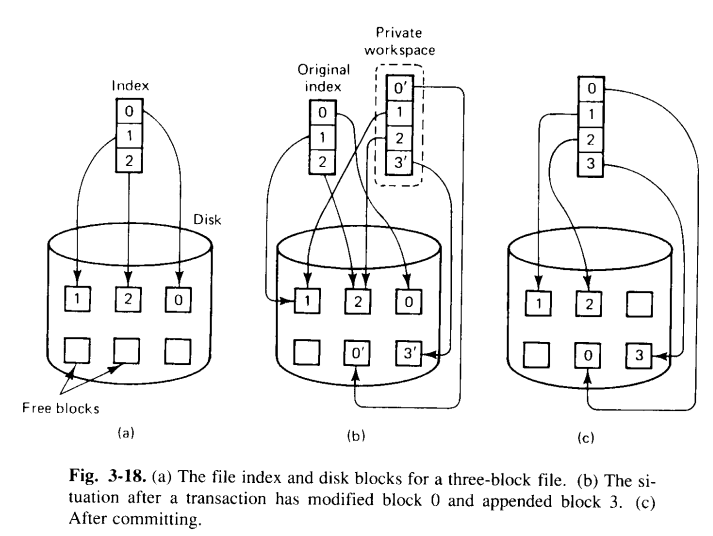 Private
workspace
Original
index
Index
0
1
2
0
1
2
0'
1
2
3'
0
1
2
3
Disk
1
2
0
1
2
0
0'
3'
1
2
0
3
Free blocks
(a)
(b)
(c)
Fig. 3-18. (a) The file index and disk blocks for a three-block file. (b) The si-
tuation after a transaction has modified block 0 and appended block 3. (c)
After committing.